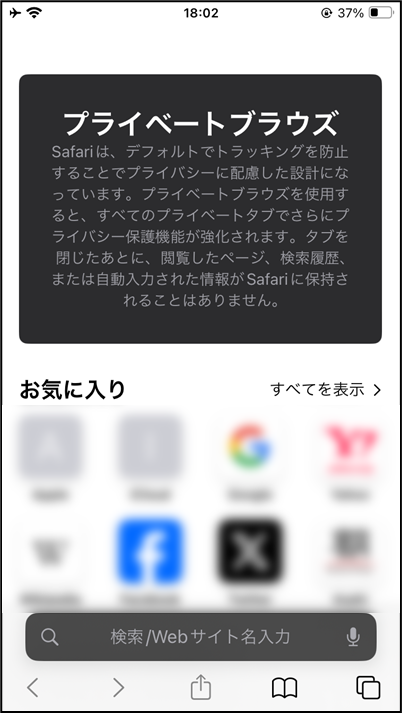 18:02
37%
プライベートブラウズ
Safariは、デフォルトでトラッキングを防止
することでプライバシーに配慮した設計にな
っています。プライベートブラウズを使用す
ると、すべてのプライベートタブでさらにプ
ライバシー保護機能が強化されます。タブを
閉じたあとに、閲覧したページ、検索履歴、
または自動入力された情報がSafariに保持さ
れることはありません。
お気に入り
すべてを表示
検索/Webサイト名入力